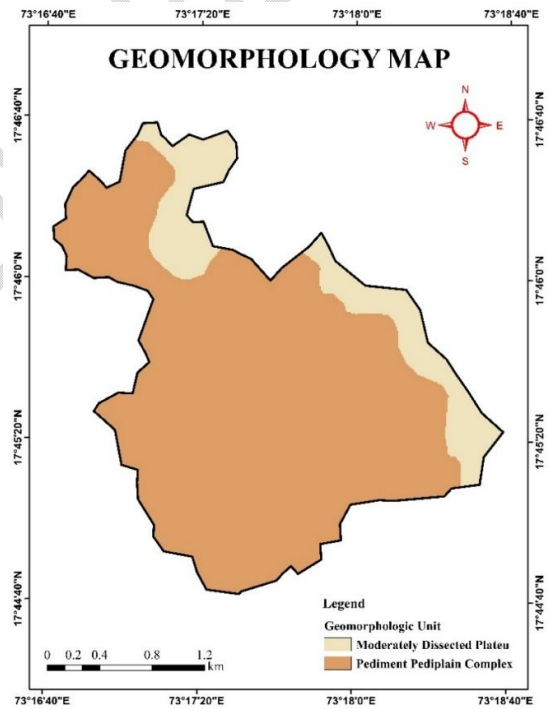 73°16'40"E 73°17'20"E 73°18'0"E 73°18'40"E
GEOMORPHOLOGY MAP
N
W E
S
17°46'40"N 17°46'40"N
17°46'0"N 17°46'0"N
17°45'20"N 17°45'20"N
17°44'40"N 17°44'40"N
Legend
Geomorphologic Unit
Moderately Dissected Plateu
Pediment Pediplain Complex
0 0.2 0.4 0.8 1.2
km
73°16'40"E 73°17'20"E 73°18'0"E 73°18'40"E